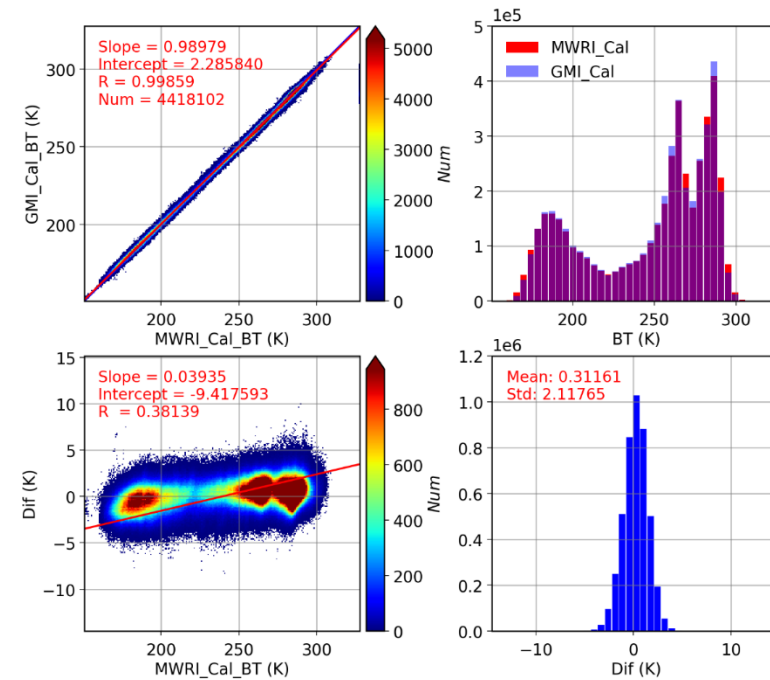 Slope = 0.98979
Intercept = 2.285840
R = 0.99859
Num = 4418102
300
250
200
GMI_Cal_BT (K)
200
250
300
MWRI_Cal_BT (K)
5000
4000
3000
2000
1000
0
Num
1e5
MWRI_Cal
GMI_Cal
5
4
3
2
1
0
200
250
300
BT (K)
Slope = 0.03935
Intercept = -9.417593
R = 0.38139
15
10
5
0
−5
−10
Dif (K)
200
250
300
MWRI_Cal_BT (K)
800
600
400
200
0
Num
1e6
Mean: 0.31161
Std: 2.11765
1.2
1.0
0.8
0.6
0.4
0.2
0.0
−10
0
10
Dif (K)